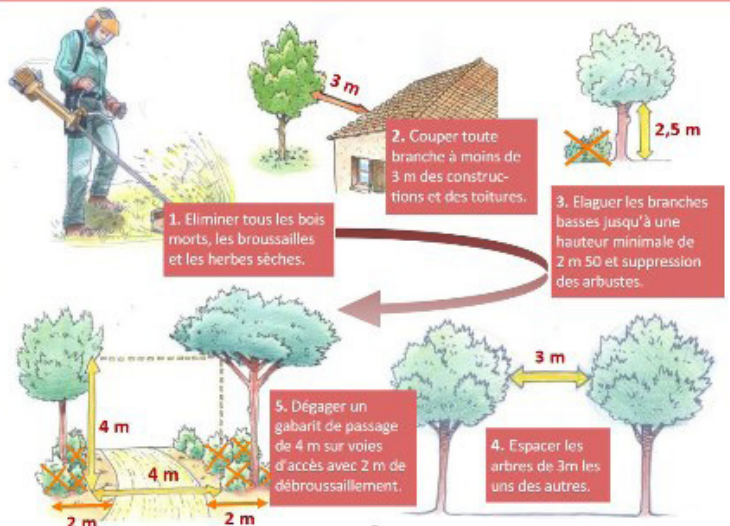 1. Eliminer tous les bois
morts, les broussailles
et les herbes sèches.
3 m
2. Couper toute
branche à moins de
3 m des construc-
tions et des toitures.
2,5 m
3. Elaguer les branches
basses jusqu'à une
hauteur minimale de
2 m 50 et suppression
des arbustes.
3 m
4. Espacer les
arbres de 3m les
uns des autres.
5. Dégager un
gabarit de passage
de 4 m sur voies
d'accès avec 2 m de
débroussaillement.
4 m
4 m
2 m
2 m